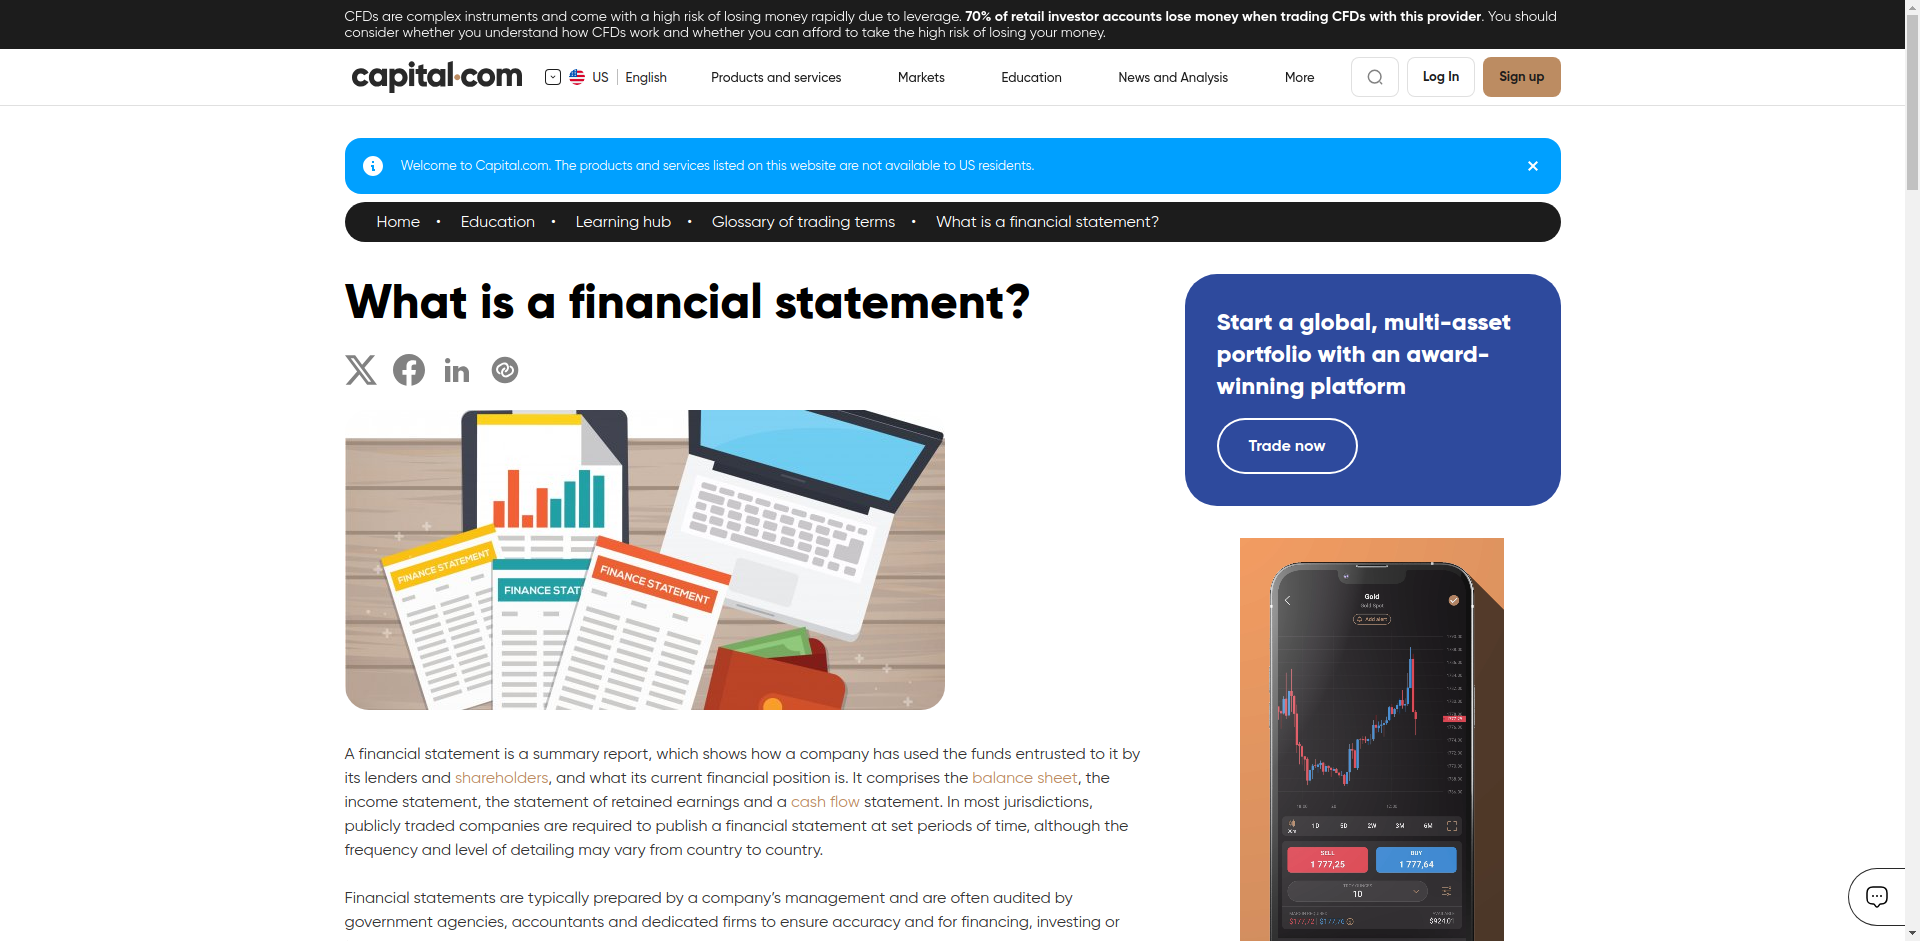 CFDs are complex instruments and come with a high risk of losing money rapidly due to leverage. 70% of retail investor accounts lose money when trading CFDs with this provider. You should
consider whether you understand how CFDs work and whether you can afford to take the high risk of losing your money.
capital.com
US English
Products and services
Markets
Education
News and Analysis
More
Log In
Sign up
Welcome to Capital.com. The products and services listed on this website are not available to US residents.
Home • Education • Learning hub • Glossary of trading terms • What is a financial statement?
What is a financial statement?
FINANCE STATEMENT
FINANCE STAT
FINANCE STATEMENT
A financial statement is a summary report, which shows how a company has used the funds entrusted to it by
its lenders and shareholders, and what its current financial position is. It comprises the balance sheet, the
income statement, the statement of retained earnings and a cash flow statement. In most jurisdictions,
publicly traded companies are required to publish a financial statement at set periods of time, although the
frequency and level of detailing may vary from country to country.
Financial statements are typically prepared by a company’s management and are often audited by
government agencies, accountants and dedicated firms to ensure accuracy and for financing, investing or
Start a global, multi-asset
portfolio with an award-
winning platform
Trade now
Gold
Gold Spot
Add alert
1D 5D 2W 3M 6M
SELL
1 777,25
BUY
1 777,64
10
$924.01